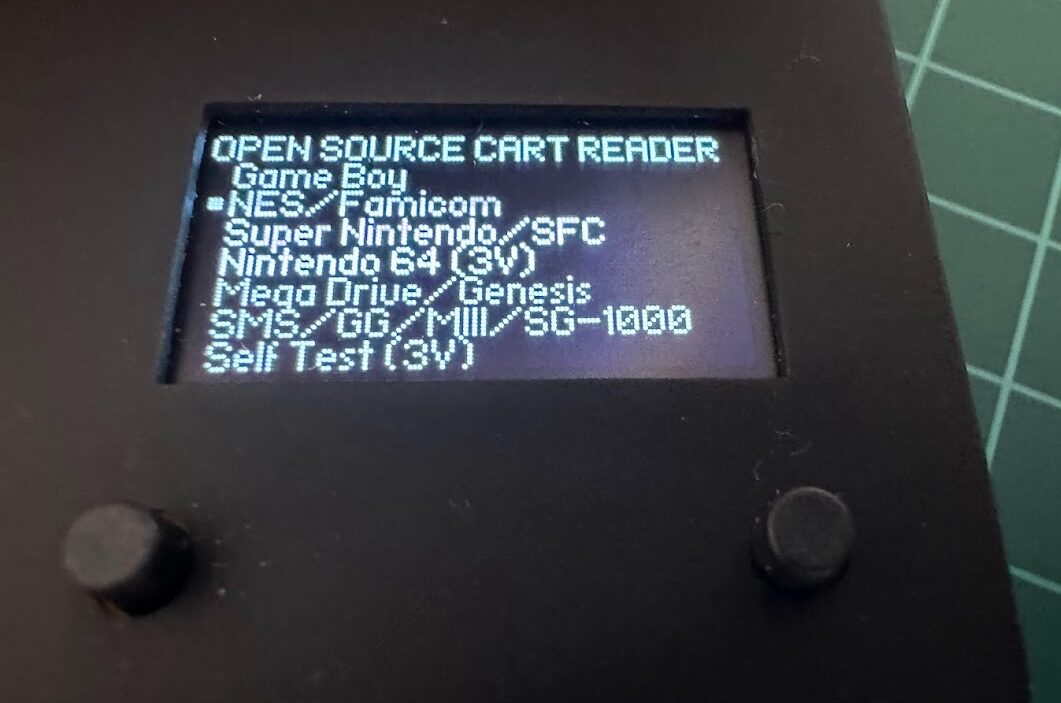 OPEN SOURCE CART READER
Game Boy
NES/Famicom
Super Nintendo/SFC
Nintendo 64 (3V)
Mega Drive/Genesis
SMS/GG/MIII/SG-1000
Self Test (3V)